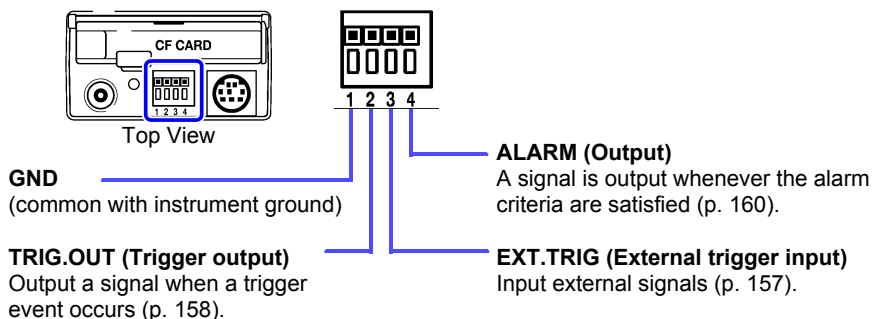 CF CARD
1 2 3 4
Top View
1 2 3 4
GND
(common with instrument ground)
TRIG.OUT (Trigger output)
Output a signal when a trigger
event occurs (p. 158).
ALARM (Output)
A signal is output whenever the alarm
criteria are satisfied (p. 160).
EXT.TRIG (External trigger input)
Input external signals (p. 157).